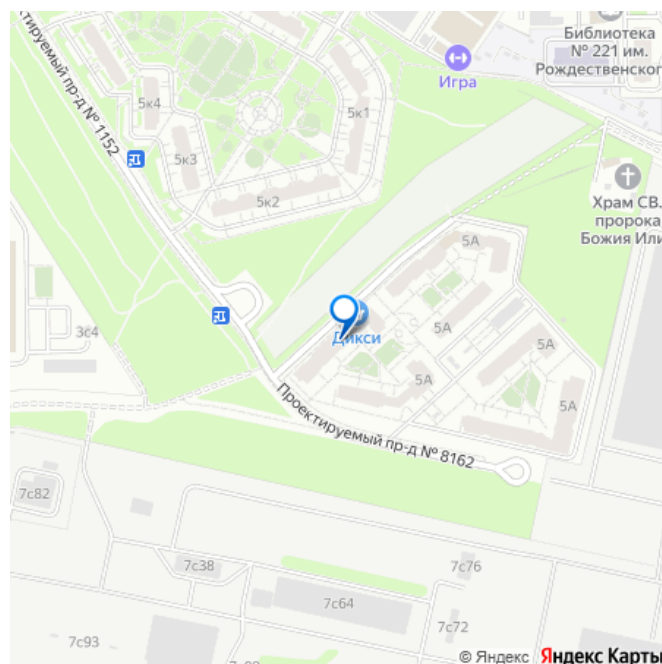 Библиотека
№ 221 им.
Рождественског
Игра
ктируемый пр-д № 1152
5к4
5к1
5к3
5к2
Храм СВ.
пророка
Божия Или
5А
3с4
Дикси
5А
5А
5А
5А
Проектируемый пр-д № 8162
7с82
7с38
7с76
7с64
7с72
7с93
© Яндекс Яндекс Карты